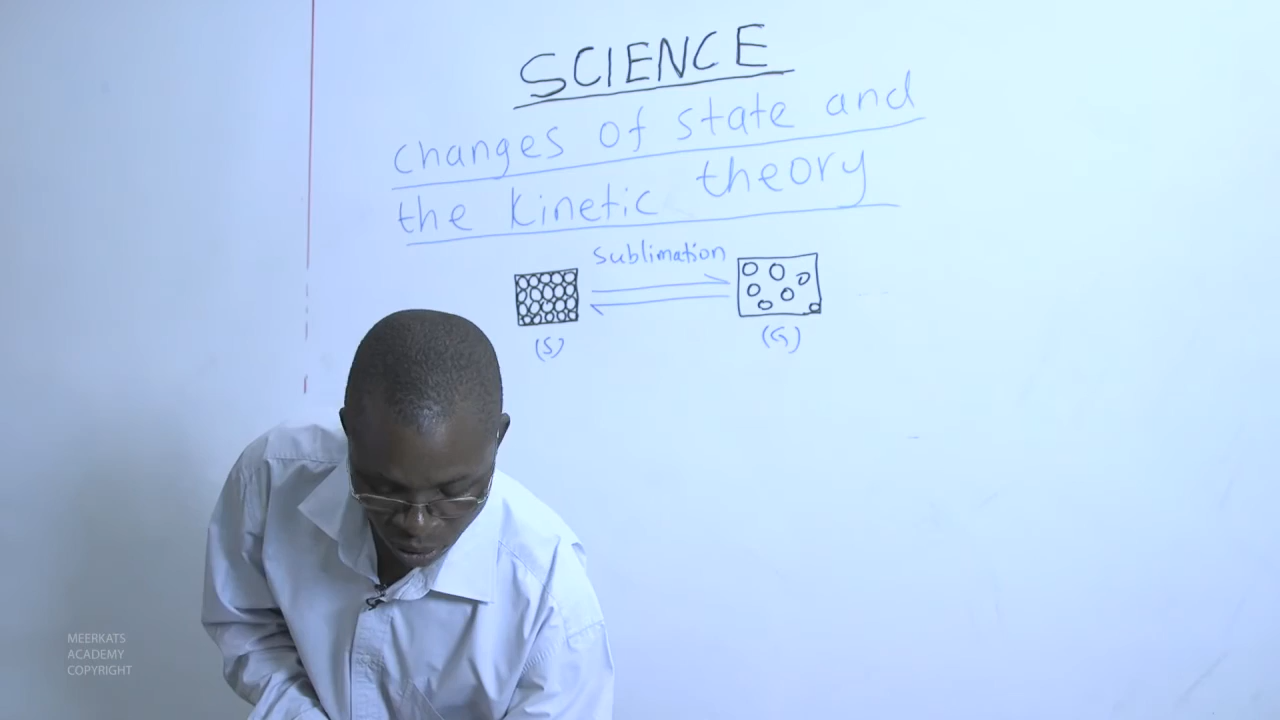 SCIENCE
changes of state and
the kinetic theory
Sublimation
(S)
(G)
MEERKATS
ACADEMY
COPYRIGHT